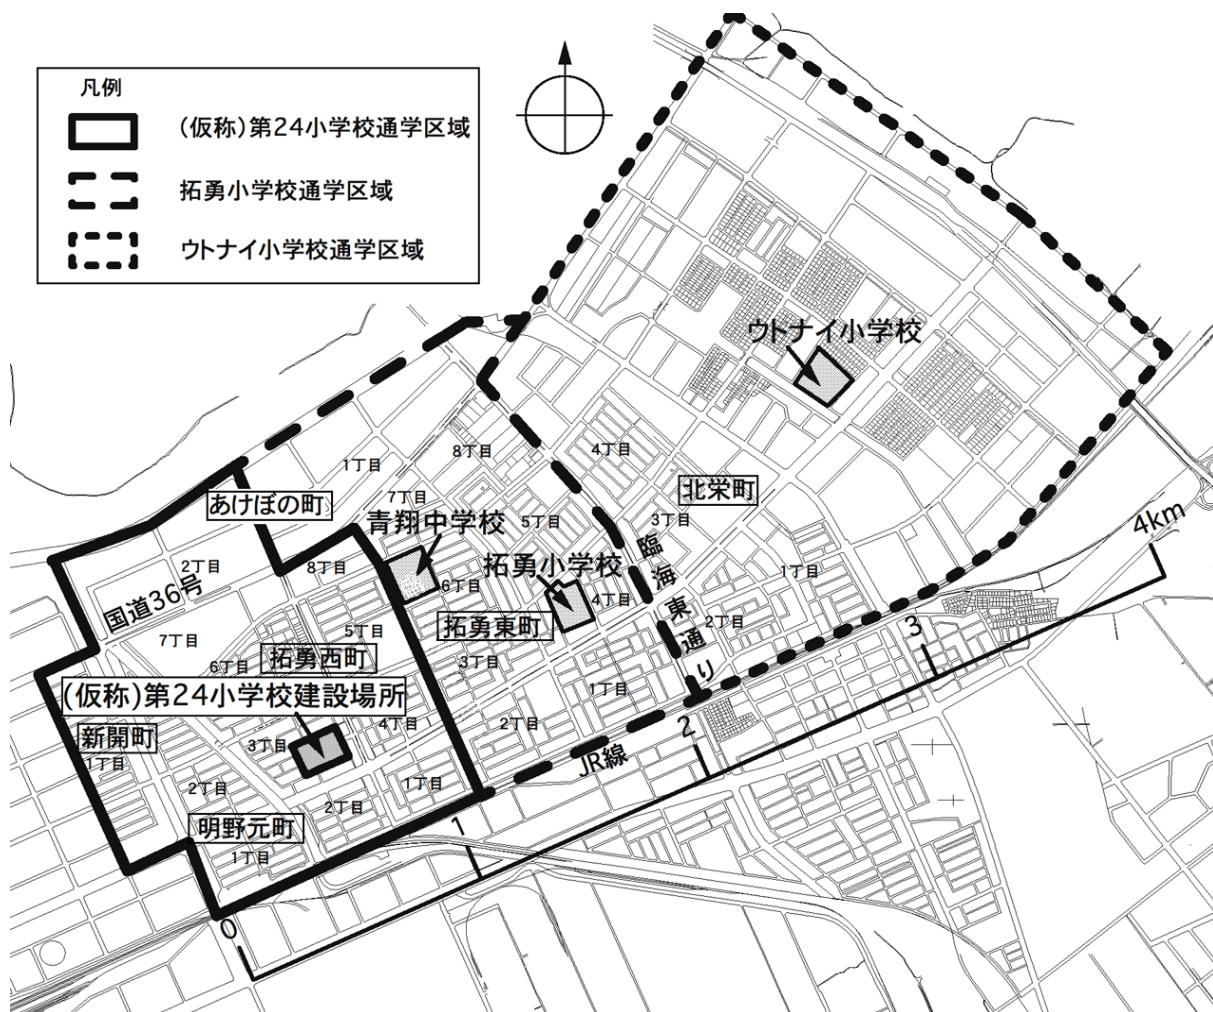 凡例
(仮称)第24小学校通学区域
拓勇小学校通学区域
ウトナイ小学校通学区域
ウトナイ小学校
8丁目
4丁目
1丁目
北栄町
7丁目
あけぼの町
青翔中学校
5丁目
3丁目
4km
臨海東通り
拓勇小学校
2丁目
8丁目
1丁目
国道36号
6丁目
4丁目
拓勇東町
2丁目
3
7丁目
5丁目
6丁目
拓勇西町
3丁目
(仮称)第24小学校建設場所
1丁目
新開町
3丁目
4丁目
2丁目
2
1丁目
JR線
2丁目
1丁目
2丁目
明野元町
1
1丁目
0